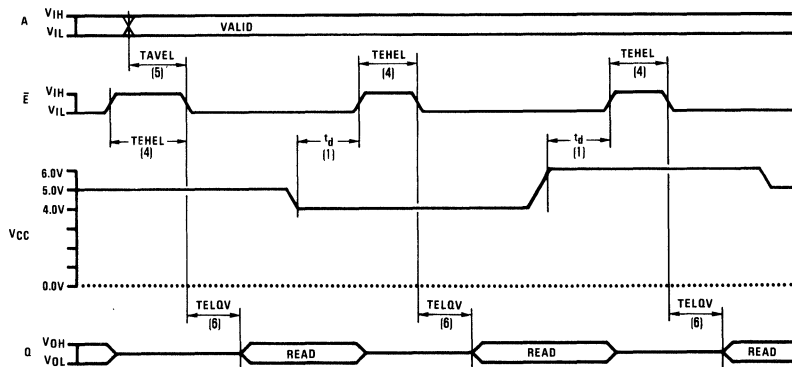 A VIH
VIL
VALID
TAVEL
(5)
TEHEL
(4)
TEHEL
(4)
E VIH
VIL
TEHEL
(4)
td
(1)
td
(1)
6.0V
5.0V
4.0V
VCC
0.0V
TELQV
(6)
TELQV
(6)
TELQV
(6)
Q VOH
VOL
READ
READ
READ